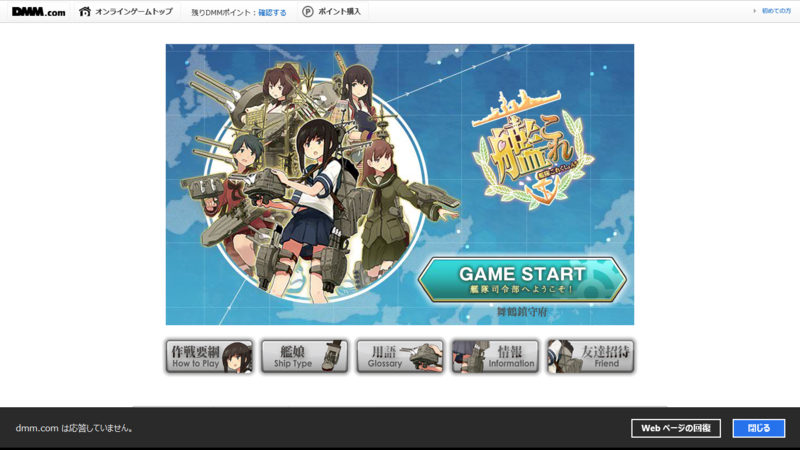 DMM.com オンラインゲームトップ 残りDMMポイント：確認する ポイント購入 初めての方
艦これ
艦隊これくしょん
GAME START
艦隊司令部へようこそ！
舞鶴鎮守府
作戦要綱 艦娘 用語 情報 友達招待
How to Play Ship Type Glossary Information Friend
dmm.com は応答していません。 Web ページの回復 閉じる